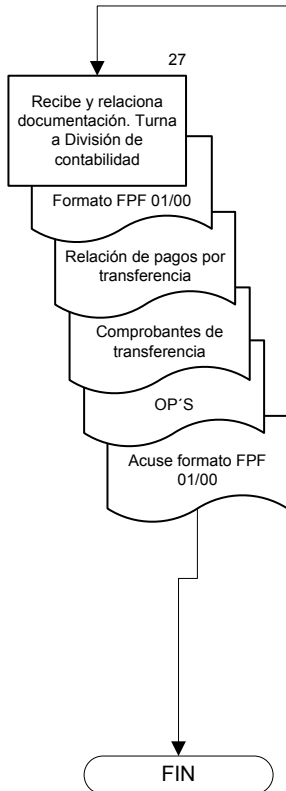 27
Recibe y relaciona
documentación. Turna
a División de
contabilidad
Formato FPF 01/00
Relación de pagos por
transferencia
Comprobantes de
transferencia
OP´S
Acuse formato FPF
01/00
FIN